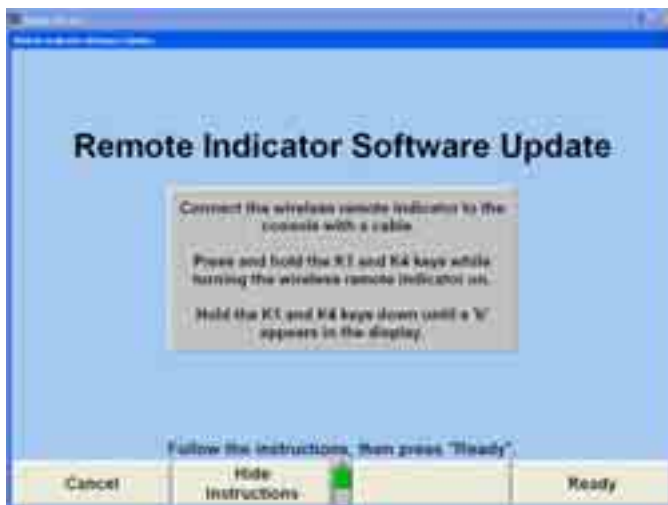 Remote Indicator Software Update
Connect the wireless remote indicator to the
console with a cable
Press and hold the K1 and K4 keys while
turning the wireless remote indicator on.
Hold the K1 and K4 keys down until a 'b'
appears in the display.
Follow the instructions, then press "Ready"
Cancel
Hide
Instructions
Ready